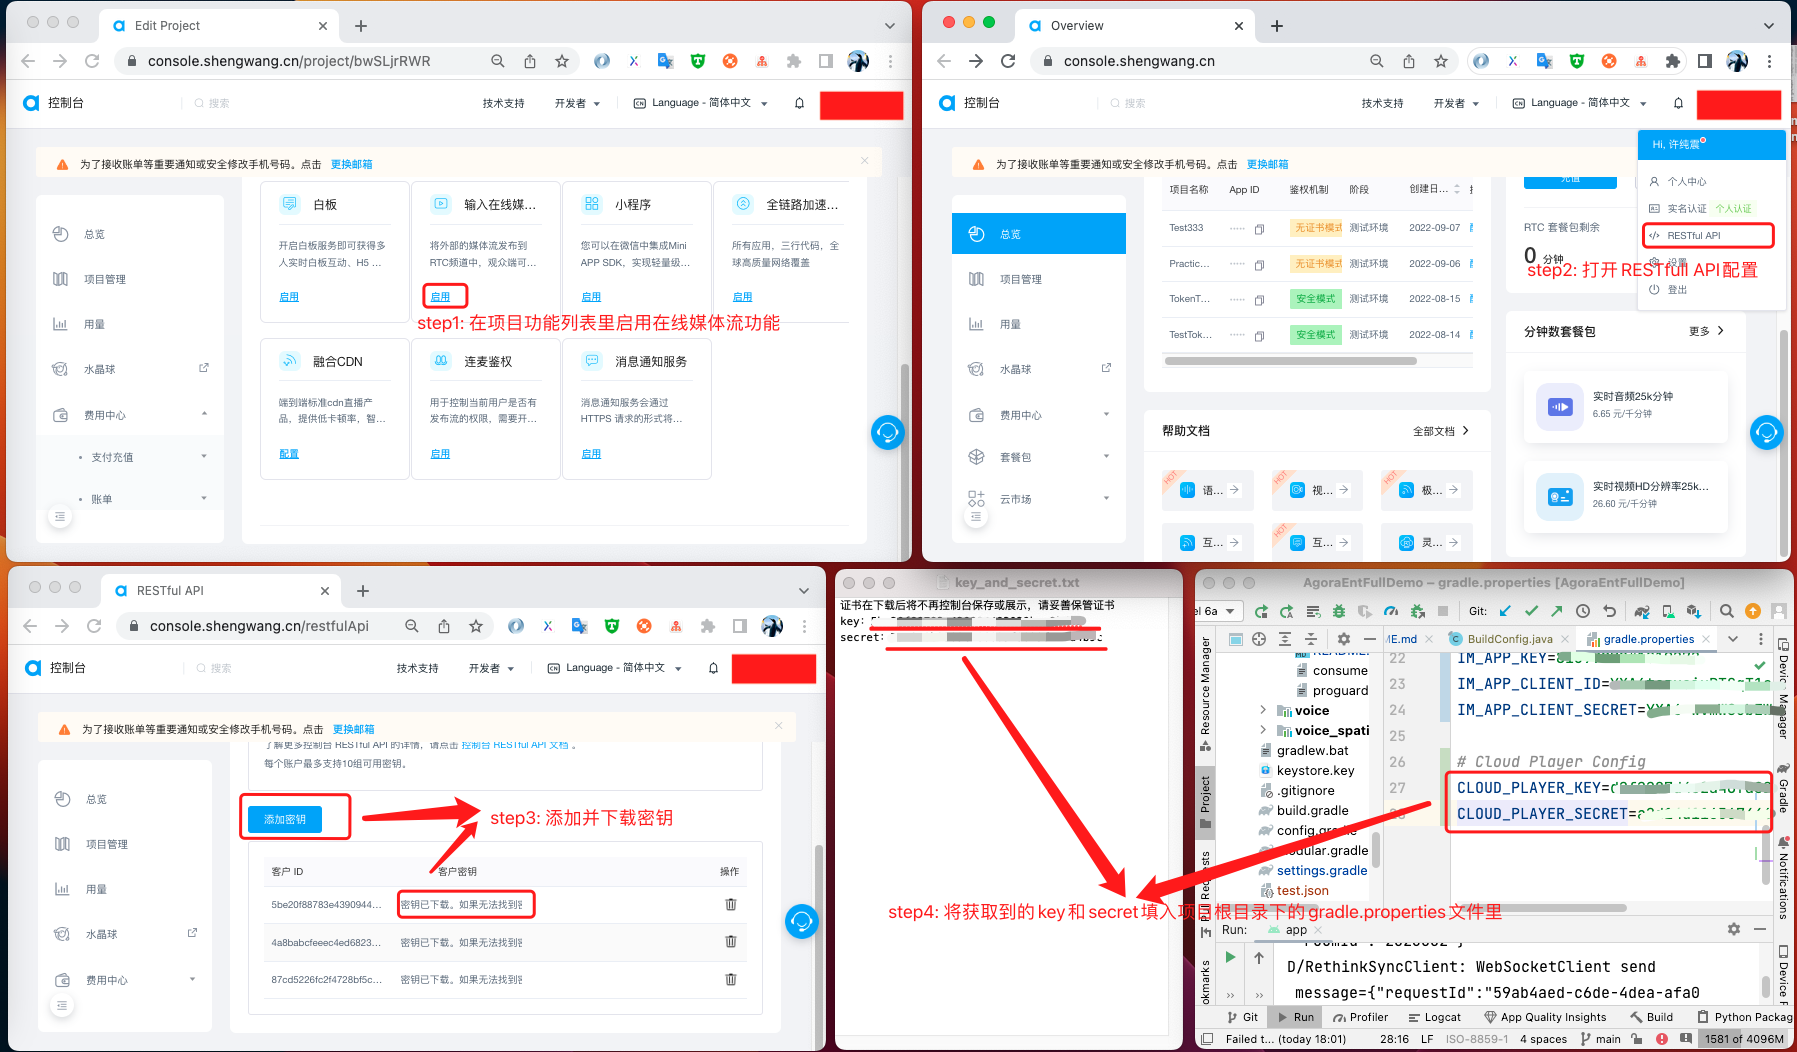 Edit Project
console.shengwang.cn/project/bwSLjrRWR
控制台
搜索
技术支持
开发者
Language - 简体中文
为了接收账单等重要通知或安全修改手机号码。点击 更换邮箱
总览
项目管理
用量
水晶球
费用中心
支付充值
账单
白板
开启白板服务即可获得多
人实时白板互动、H5 ...
启用
输入在线媒...
将外部的媒体流发布到
RTC频道中，观众端可...
启用
小程序
您可以在微信中集成Mini
APP SDK，实现轻量级...
启用
全链路加速...
所有应用，三行代码，全
球高质量网络覆盖
启用
step1: 在项目功能列表里启用在线媒体流功能
融合CDN
端到端标准cdn直播产
品，提供低卡顿率，智...
配置
连麦鉴权
用于控制当前用户是否有
发布流的权限，需要开...
启用
消息通知服务
消息通知服务会通过
HTTPS 请求的形式将...
启用
Overview
console.shengwang.cn
控制台
搜索
技术支持
开发者
Language - 简体中文
为了接收账单等重要通知或安全修改手机号码。点击 更换邮箱
Hi, 许纯震
个人中心
实名认证 个人认证
RESTful API
设置
登出
step2: 打开RESTfull API配置
总览
项目管理
用量
水晶球
费用中心
套餐包
云市场
项目名称 App ID 鉴权机制 阶段 创建日...
Test333 ····· 无证书模式 测试环境 2022-09-07
Practic... ····· 无证书模式 测试环境 2022-09-06
TokenT... ····· 安全模式 测试环境 2022-08-15
TestTok... ····· 安全模式 测试环境 2022-08-14
充值
RTC 套餐包剩余
0 分钟
帮助文档
全部文档
HOT 语...
HOT 视...
HOT 极...
互...
HOT 互...
灵...
分钟数套餐包
更多
实时音频25k分钟
6.65 元/千分钟
实时视频HD分辨率25k...
26.60 元/千分钟
RESTful API
console.shengwang.cn/restfulApi
控制台
搜索
技术支持
开发者
Language - 简体中文
为了接收账单等重要通知或安全修改手机号码。点击 更换邮箱
总览
项目管理
用量
水晶球
费用中心
了解更多控制台 RESTful API 的详情，请点击 控制台 RESTful API 文档 。
每个账户最多支持10组可用密钥。
添加密钥
step3: 添加并下载密钥
客户 ID 客户密钥 操作
5be20f88783e4390944... 密钥已下载。如果无法找到密
4a8babcfeeec4ed6823... 密钥已下载。如果无法找到密
87cd5226fc2f4728bf5c... 密钥已下载。如果无法找到密
key_and_secret.txt
证书在下载后将不再控制台保存或展示，请妥善保管证书
key:
secret:
step4: 将获取到的key和secret填入项目根目录下的gradle.properties文件里
AgoraEntFullDemo – gradle.properties [AgoraEntFullDemo]
el 6a
Git:
ME.md
BuildConfig.java
gradle.properties
Resource Manager
Project
okmarks
README
consume
proguard
voice
voice_spati
gradlew.bat
keystore.key
.gitignore
build.gradle
config.gradle
modular.gradle
settings.gradle
test.json
22 IM_APP_KEY=
23 IM_APP_CLIENT_ID=
24 IM_APP_CLIENT_SECRET=
25
26 # Cloud Player Config
27 CLOUD_PLAYER_KEY=
28 CLOUD_PLAYER_SECRET=
Device Manager
Gradle
Notifications
Run: app
D/RethinkSyncClient: WebSocketClient send
message={"requestId":"59ab4aed-c6de-4dea-afa0
Git Run Profiler Logcat App Quality Insights Build Python Packag
Failed t... (today 18:01) 28:16 LF ISO-8859-1 4 spaces main 1581 of 4096M